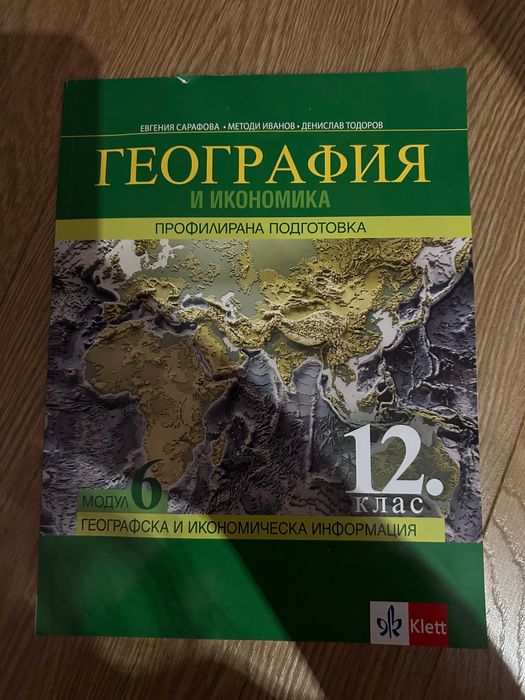 ЕВГЕНИЯ САРАФОВА • МЕТОДИ ИВАНОВ • ДЕНИСЛАВ ТОДОРОВ
ГЕОГРАФИЯ
И ИКОНОМИКА
ПРОФИЛИРАНА ПОДГОТОВКА
12.
клас
МОДУЛ 6
ГЕОГРАФСКА И ИКОНОМИЧЕСКА ИНФОРМАЦИЯ
Klett